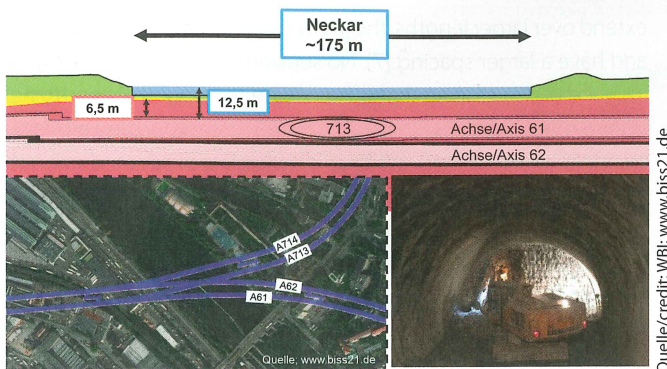 Neckar
~175 m
6,5 m
12,5 m
713
Achse/Axis 61
Achse/Axis 62
A714
A713
A62
A61
Quelle; www.biss21.de
Quelle/credit: WBI; www.biss21.de